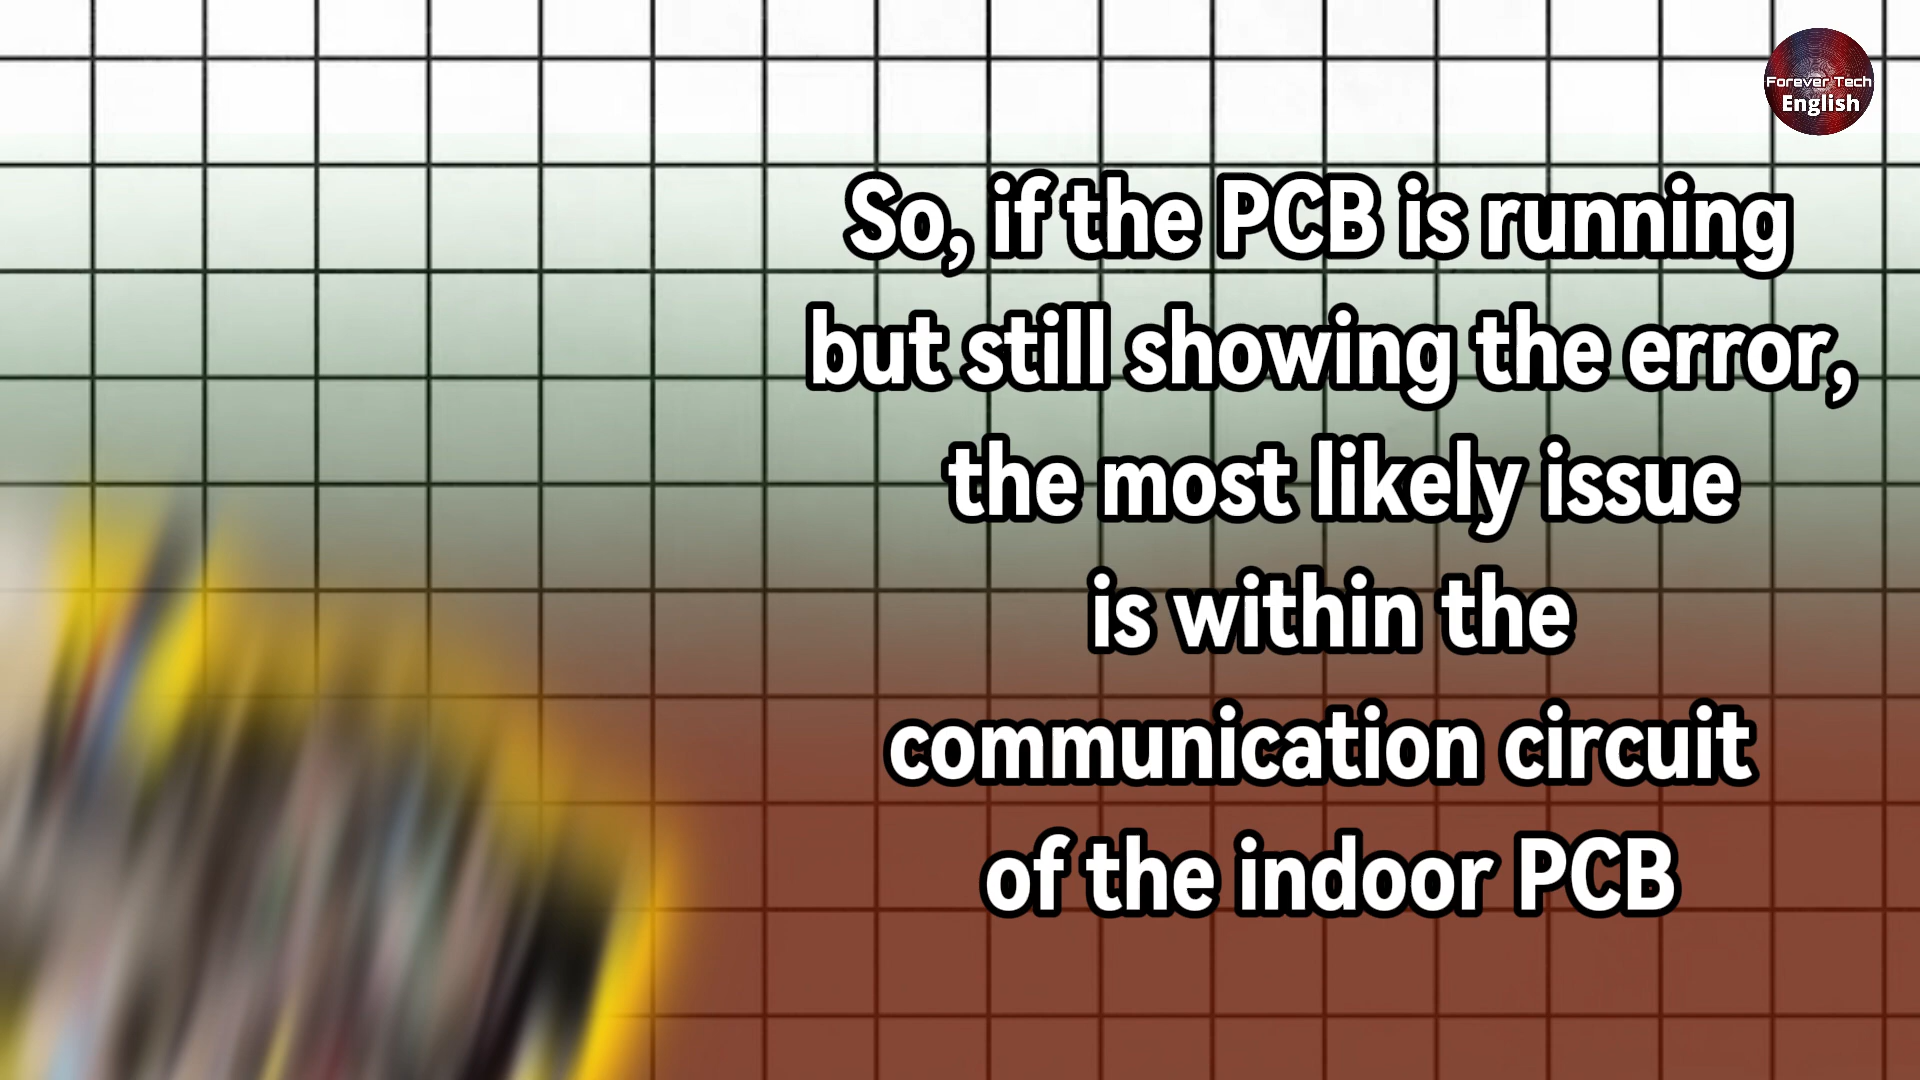 Forever Tech
English
So, if the PCB is running
but still showing the error,
the most likely issue
is within the
communication circuit
of the indoor PCB